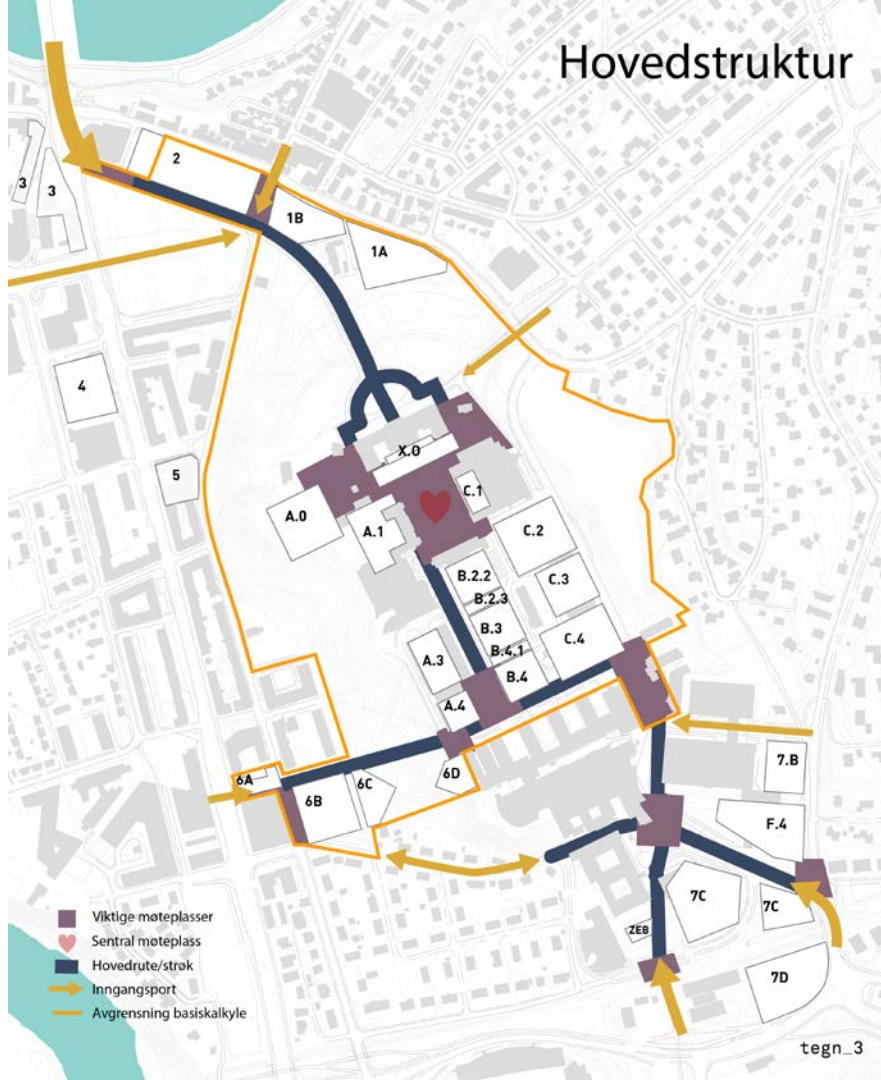 Hovedstruktur
2
3
3
1B
1A
4
X.O
5
C.1
A.0
A.1
C.2
B.2.2
C.3
B.2.3
B.3
C.4
B.4.1
A.3
B.4
A.4
6A
6D
7.B
6C
6B
F.4
7C
7C
ZEB
7D
Viktige møteplasser
Sentral møteplass
Hovedrute/strøk
Inngangsport
Avgrensning basiskalkyle
tegn_3